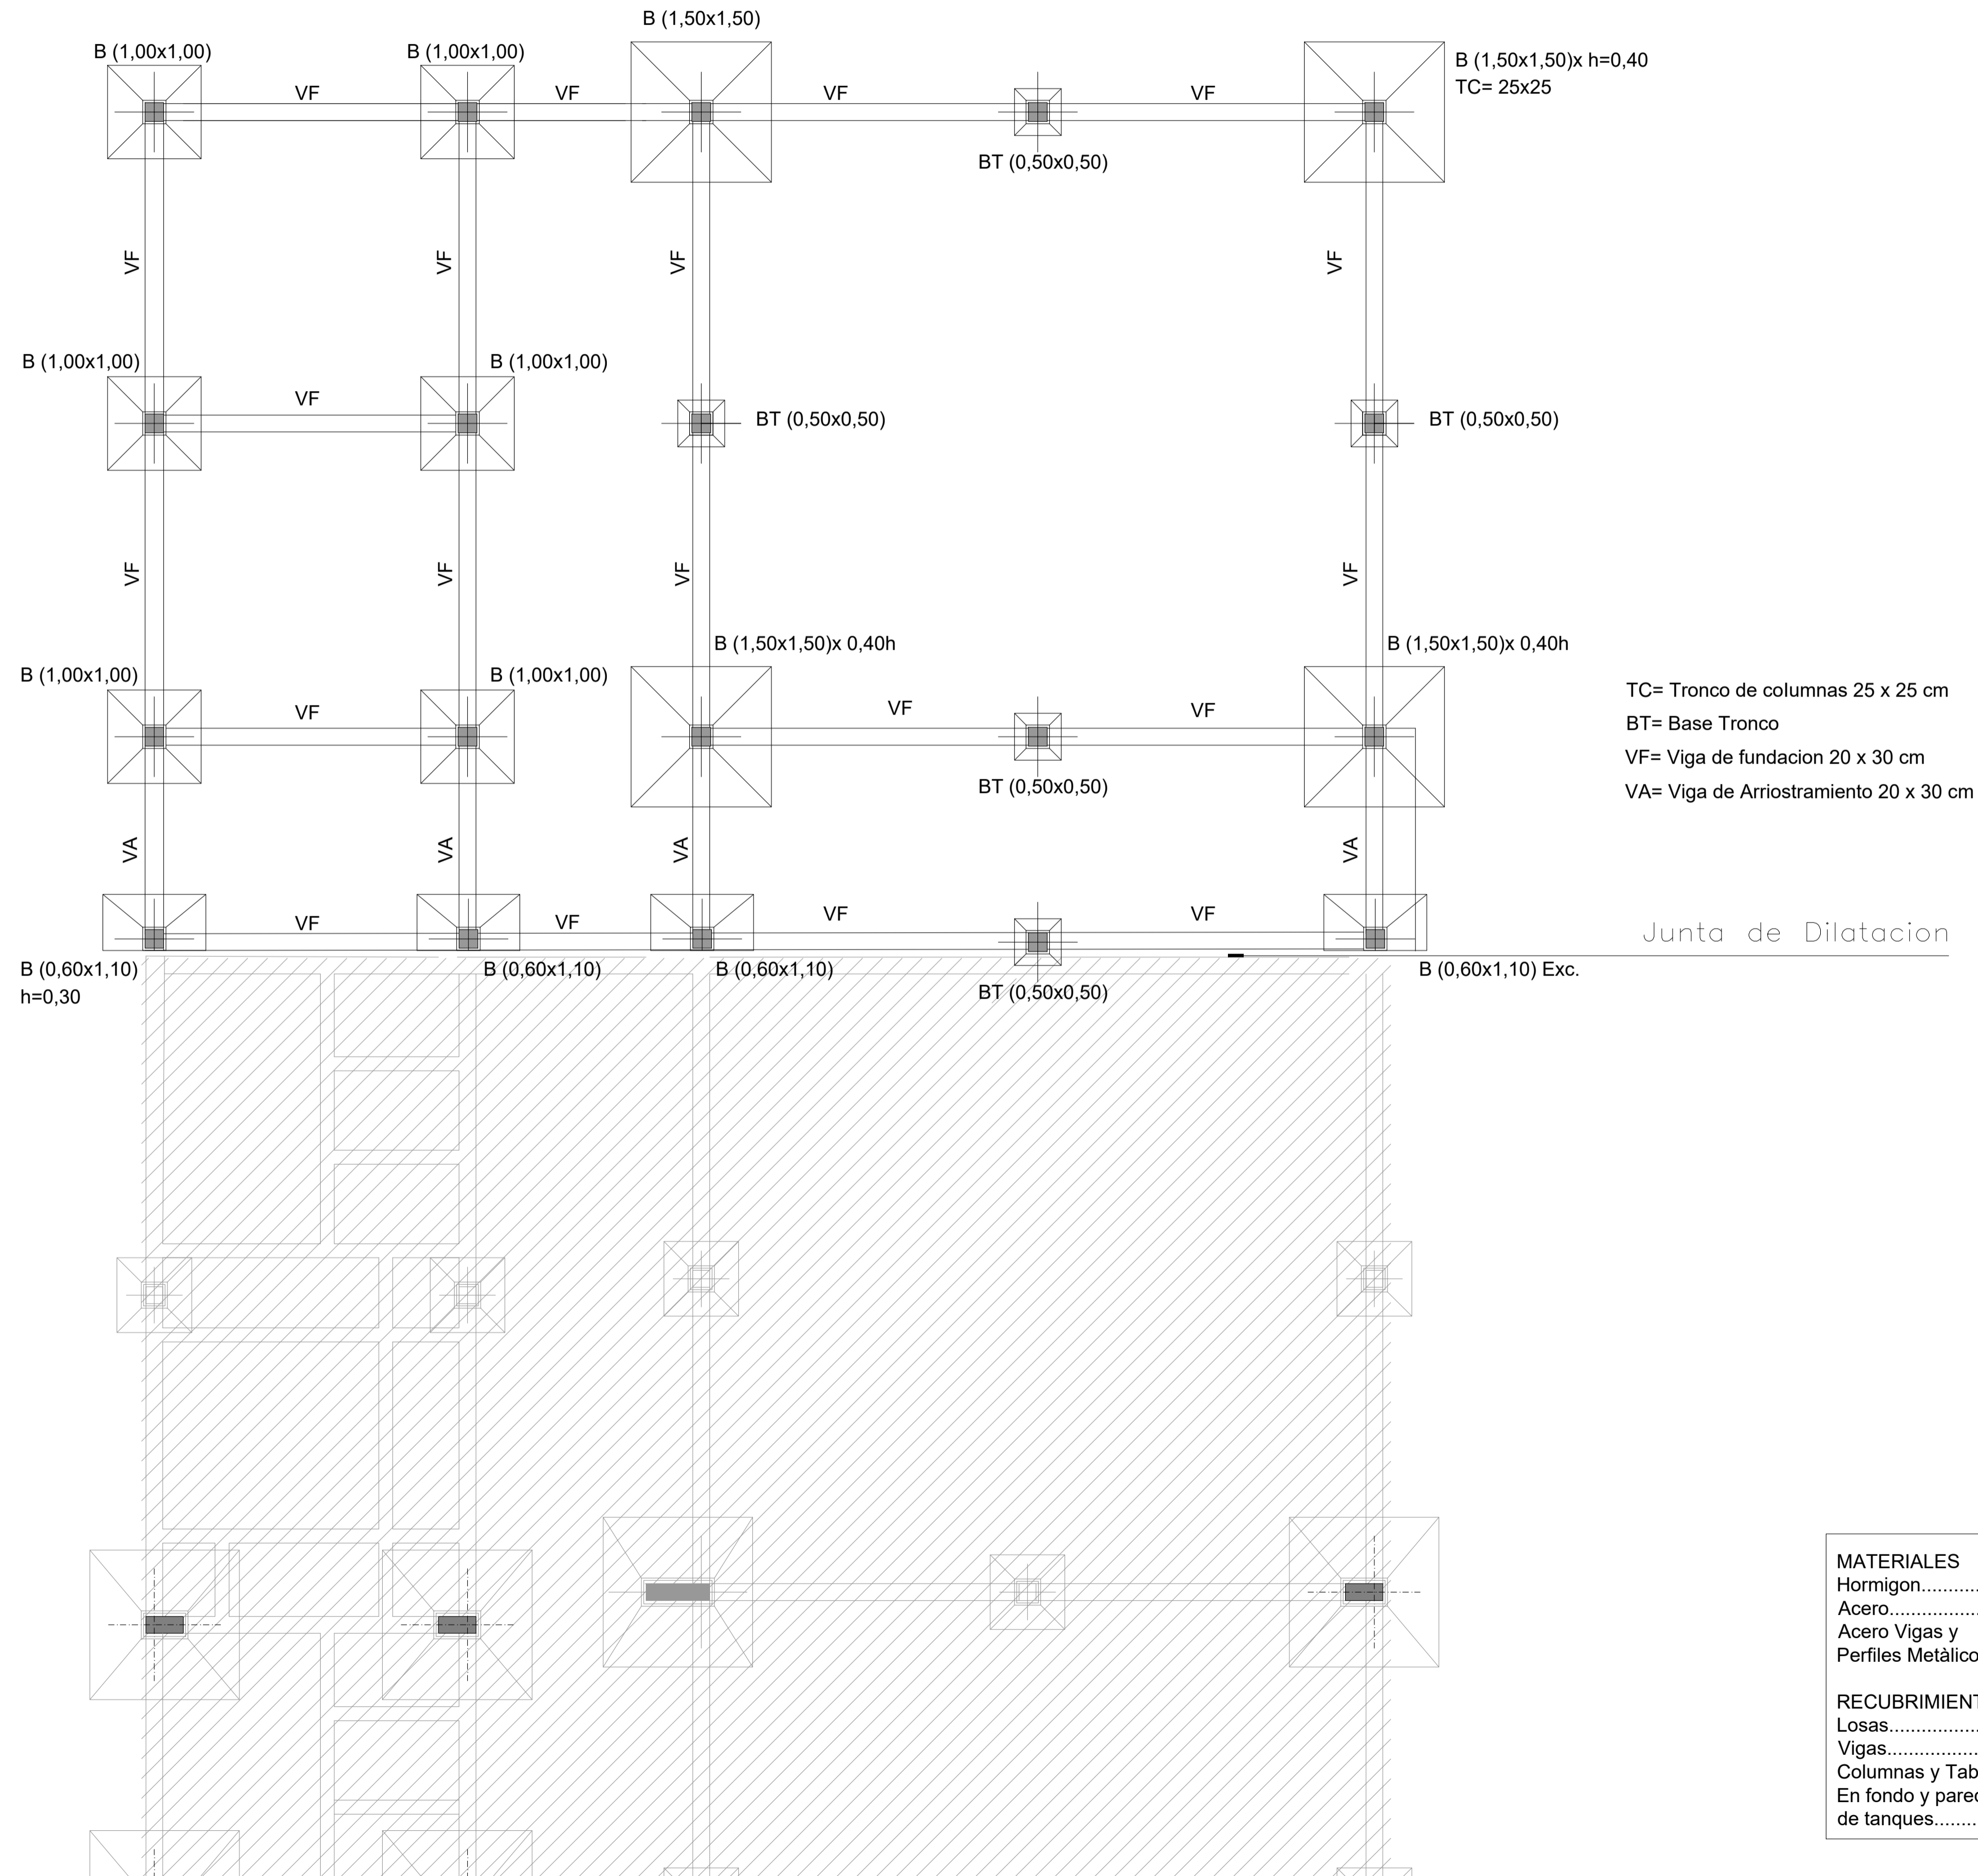 B (1,50x1,50)
B (1,00x1,00)
B (1,00x1,00)
B (1,50x1,50)x h=0,40
TC= 25x25
VF
VF
VF
VF
BT (0,50x0,50)
VF
VF
VF
VF
B (1,00x1,00)
B (1,00x1,00)
VF
BT (0,50x0,50)
BT (0,50x0,50)
VF
VF
VF
VF
B (1,50x1,50)x 0,40h
B (1,50x1,50)x 0,40h
B (1,00x1,00)
B (1,00x1,00)
VF
VF
VF
BT (0,50x0,50)
TC= Tronco de columnas 25 x 25 cm
BT= Base Tronco
VF= Viga de fundacion 20 x 30 cm
VA= Viga de Arriostramiento 20 x 30 cm
VA
VA
VA
VA
VF
VF
VF
VF
Junta de Dilatacion
B (0,60x1,10)
h=0,30
B (0,60x1,10)
B (0,60x1,10)
BT (0,50x0,50)
B (0,60x1,10) Exc.
MATERIALES
Hormigon..............
Acero...................
Acero Vigas y
Perfiles Metàlico
RECUBRIMIENT
Losas...................
Vigas...................
Columnas y Tab
En fondo y pared
de tanques..........